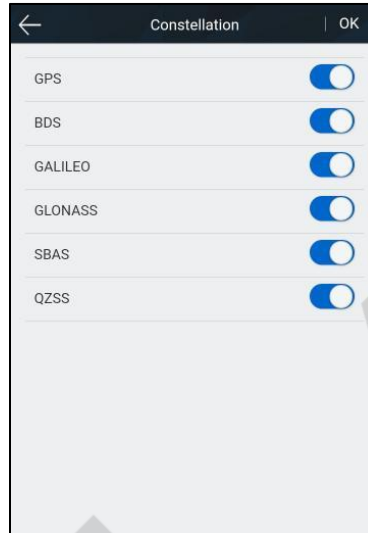 Constellation | OK
GPS
BDS
GALILEO
GLONASS
SBAS
QZSS